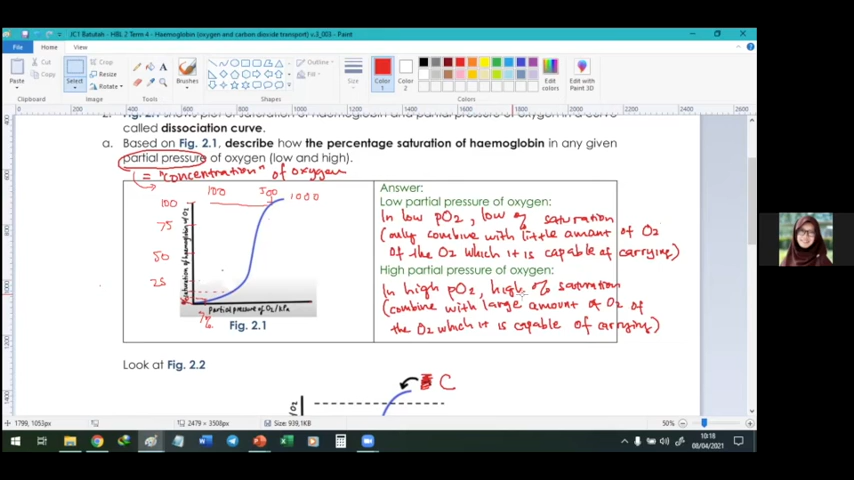 JC1 Batutah - HBL 2 Term 4 - Haemoglobin (oxygen and carbon dioxide transport) v.3_003 - Paint
File
Home
View
Paste
Cut
Copy
Clipboard
Select
Crop
Resize
Rotate
Image
Tools
Brushes
Shapes
Outline
Fill
Size
Color 1
Color 2
Colors
Edit colors
Edit with Paint 3D
called dissociation curve.
a. Based on Fig. 2.1, describe how the percentage saturation of haemoglobin in any given
partial pressure of oxygen (low and high).
= "concentration" of oxygen
100 500 1000
100
75
50
25
7%
Saturation of haemoglobin of O2
Partial pressure of O2/kPa
Fig. 2.1
Answer:
Low partial pressure of oxygen:
In low pO2, low % saturation
(only combine with little amount of O2
of the O2 which it is capable of carrying)
High partial pressure of oxygen:
In high pO2, high % saturation
(combine with large amount of O2 of
the O2 which it is capable of carrying)
Look at Fig. 2.2
C
1799, 1053px
2479 × 3508px
Size: 939,1KB
50%
10:18
08/04/2021